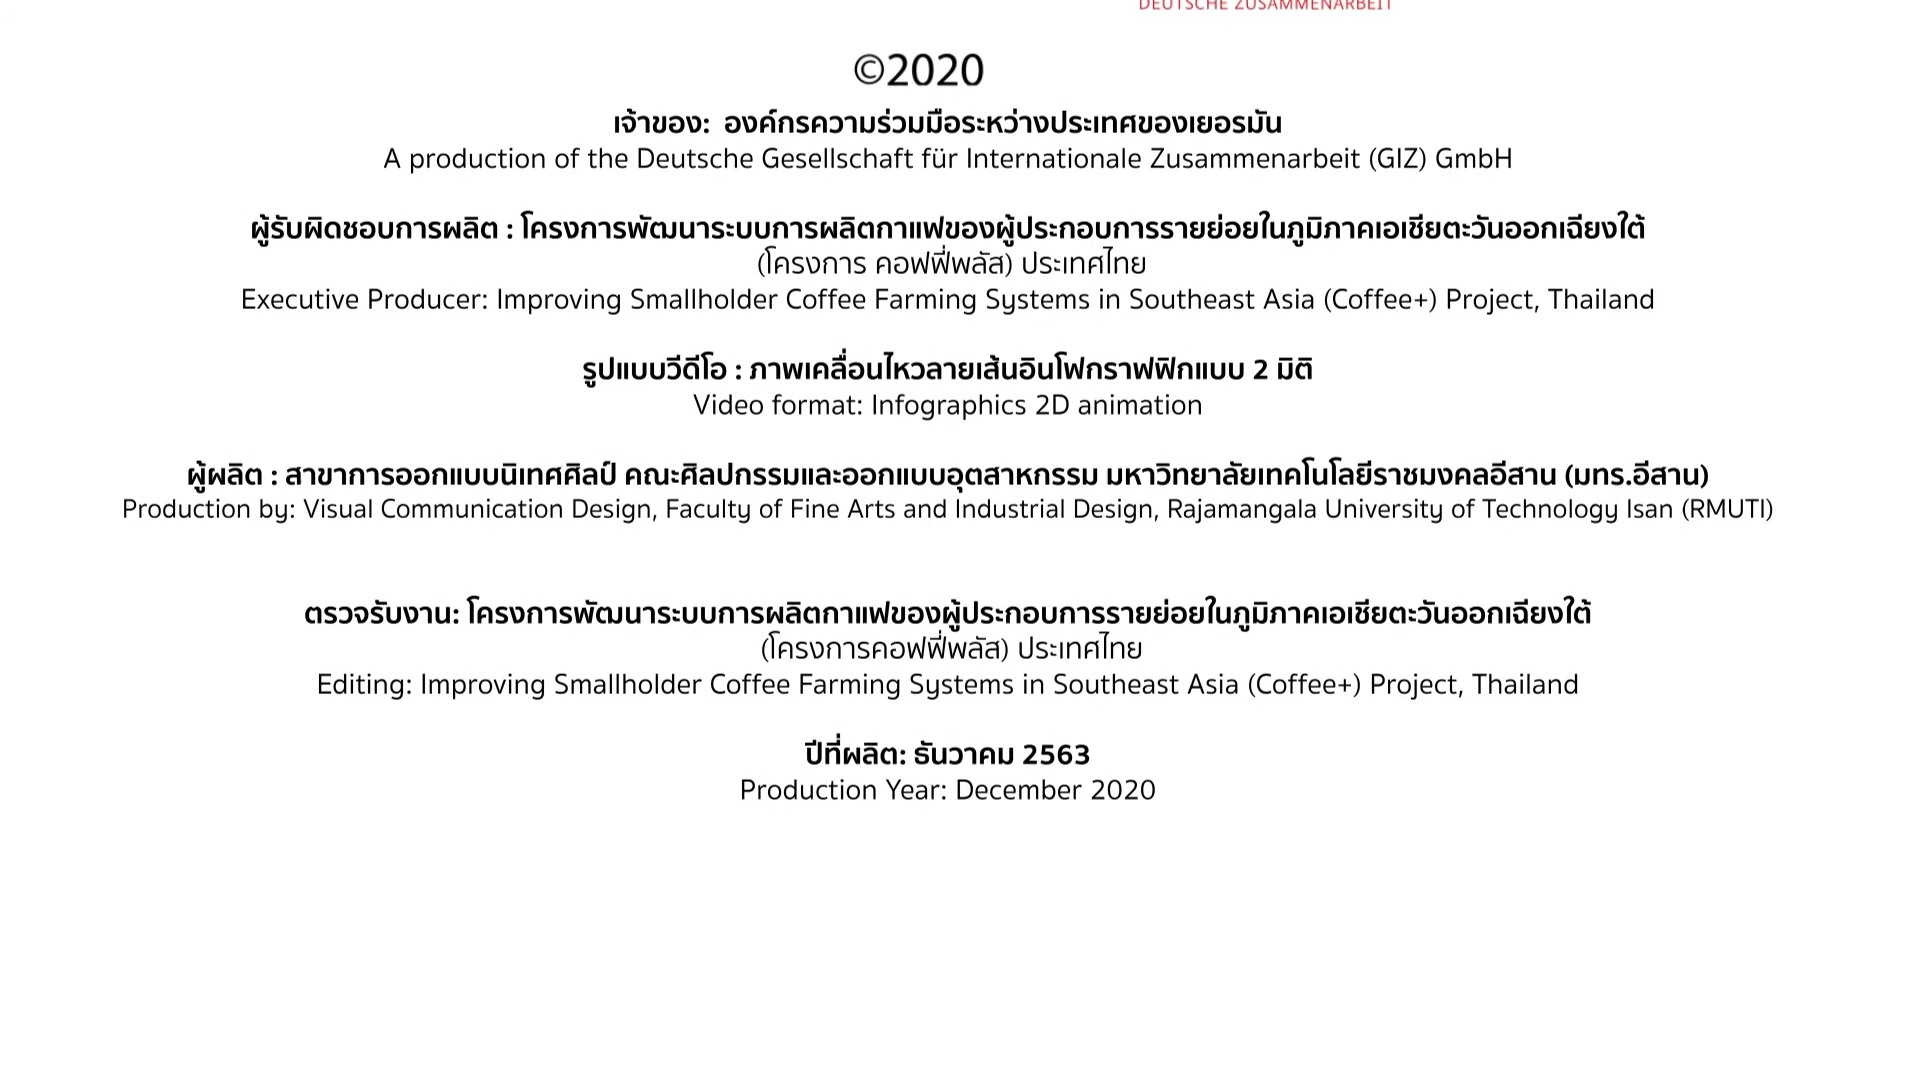 DEUTSCHE ZUSAMMENARBEIT
©2020
เจ้าของ: องค์กรความร่วมมือระหว่างประเทศของเยอรมัน
A production of the Deutsche Gesellschaft für Internationale Zusammenarbeit (GIZ) GmbH
ผู้รับผิดชอบการผลิต : โครงการพัฒนาระบบการผลิตกาแฟของผู้ประกอบการรายย่อยในภูมิภาคเอเชียตะวันออกเฉียงใต้
(โครงการ คอฟฟี่พลัส) ประเทศไทย
Executive Producer: Improving Smallholder Coffee Farming Systems in Southeast Asia (Coffee+) Project, Thailand
รูปแบบวีดีโอ : ภาพเคลื่อนไหวลายเส้นอินโฟกราฟฟิกแบบ 2 มิติ
Video format: Infographics 2D animation
ผู้ผลิต : สาขาการออกแบบนิเทศศิลป์ คณะศิลปกรรมและออกแบบอุตสาหกรรม มหาวิทยาลัยเทคโนโลยีราชมงคลอีสาน (มทร.อีสาน)
Production by: Visual Communication Design, Faculty of Fine Arts and Industrial Design, Rajamangala University of Technology Isan (RMUTI)
ตรวจรับงาน: โครงการพัฒนาระบบการผลิตกาแฟของผู้ประกอบการรายย่อยในภูมิภาคเอเชียตะวันออกเฉียงใต้
(โครงการคอฟฟี่พลัส) ประเทศไทย
Editing: Improving Smallholder Coffee Farming Systems in Southeast Asia (Coffee+) Project, Thailand
ปีที่ผลิต: ธันวาคม 2563
Production Year: December 2020